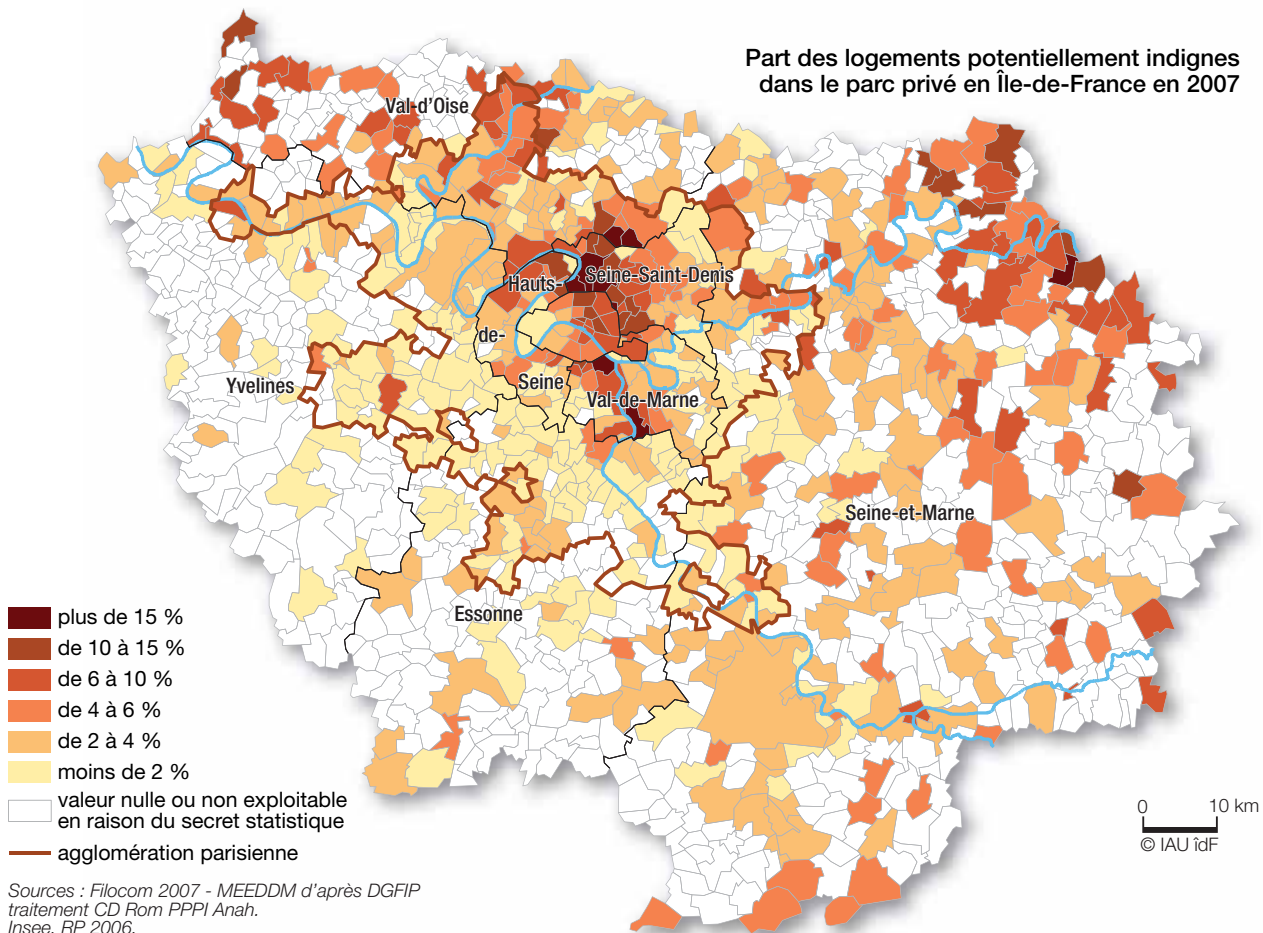 Part des logements potentiellement indignes
dans le parc privé en Île-de-France en 2007
Val-d'Oise
Seine-Saint-Denis
Hauts-
de-
Seine
Yvelines
Val-de-Marne
Seine-et-Marne
Essonne
plus de 15 %
de 10 à 15 %
de 6 à 10 %
de 4 à 6 %
de 2 à 4 %
moins de 2 %
valeur nulle ou non exploitable
en raison du secret statistique
agglomération parisienne
0 10 km
© IAU îdF
Sources : Filocom 2007 - MEEDDM d'après DGFIP
traitement CD Rom PPPI Anah.
Insee, RP 2006.